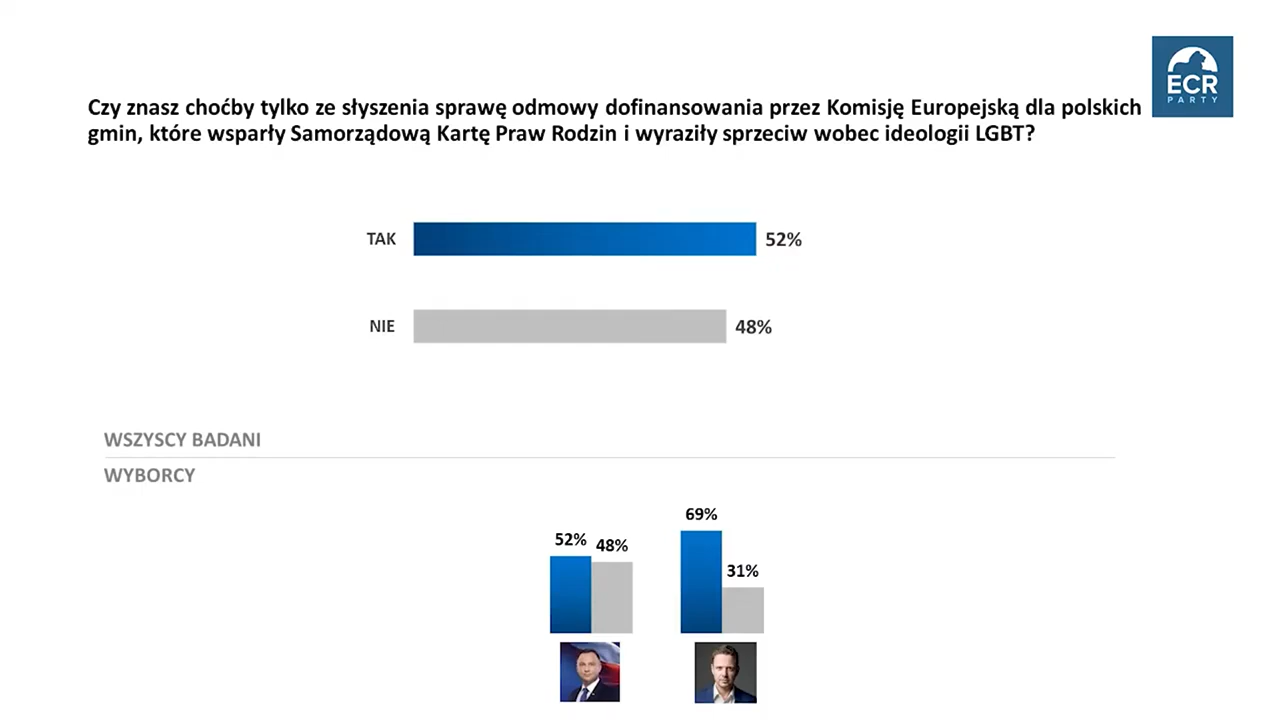 ECR
PARTY
Czy znasz choćby tylko ze słyszenia sprawę odmowy dofinansowania przez Komisję Europejską dla polskich
gmin, które wsparły Samorządową Kartę Praw Rodzin i wyraziły sprzeciw wobec ideologii LGBT?
TAK 52%
NIE 48%
WSZYSCY BADANI
WYBORCY
52% 48%
69% 31%